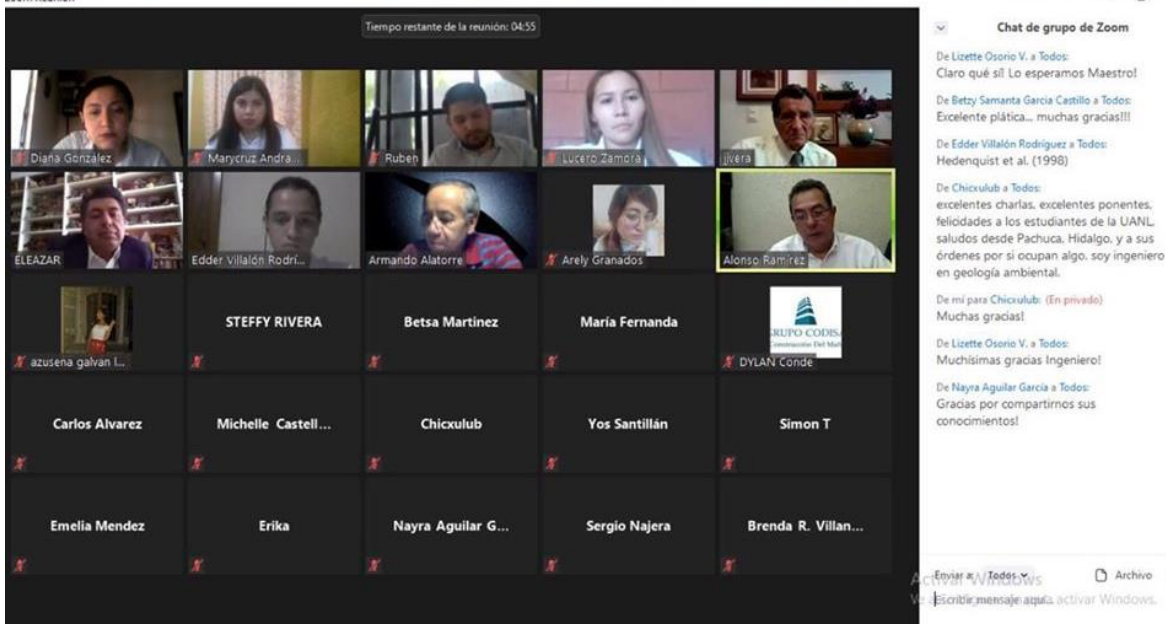 Zoom Reunión
Tiempo restante de la reunión: 04:55
Diana González
Marycruz Andra...
Ruben
Lucero Zamora
jjvera
ELEAZAR
Edder Villalón Rodrí...
Armando Alatorre
Arely Granados
Alonso Ramirez
azusena galvan l...
STEFFY RIVERA
Betsa Martinez
María Fernanda
GRUPO CODISA
DYLAN Conde
Carlos Alvarez
Michelle Castell...
Chicxulub
Yos Santillán
Simon T
Emelia Mendez
Erika
Nayra Aguilar G...
Sergio Najera
Brenda R. Villan...
Chat de grupo de Zoom
De Lizette Osorio V. a Todos:
Claro qué sí! Lo esperamos Maestro!
De Betzy Samanta Garcia Castillo a Todos:
Excelente plática... muchas gracias!!!
De Edder Villalón Rodríguez a Todos:
Hedenquist et al. (1998)
De Chicxulub a Todos:
excelentes charlas, excelentes ponentes,
felicidades a los estudiantes de la UANL.
saludos desde Pachuca, Hidalgo, y a sus
órdenes por si ocupan algo. soy ingeniero
en geología ambiental.
De mí para Chicxulub: (En privado)
Muchas gracias!
De Lizette Osorio V. a Todos:
Muchísimas gracias Ingeniero!
De Nayra Aguilar García a Todos:
Gracias por compartirnos sus
conocimientos!
Enviar a: Todos
Archivo
Activar Windows
Escribir mensaje aquí...
activar Windows.